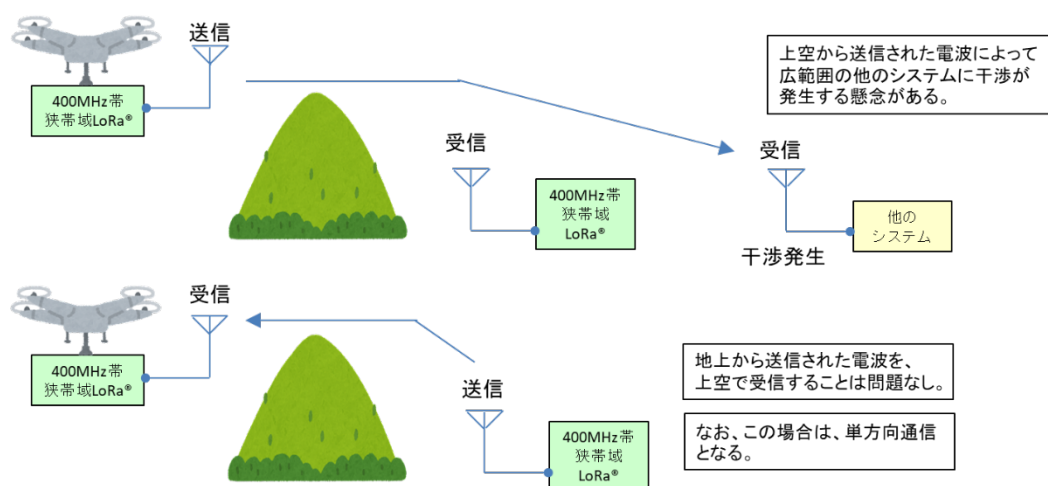 送信
400MHz帯
狭帯域LoRa®
上空から送信された電波によって
広範囲の他のシステムに干渉が
発生する懸念がある。
受信
400MHz帯
狭帯域
LoRa®
受信
他の
システム
干渉発生
受信
400MHz帯
狭帯域LoRa®
送信
400MHz帯
狭帯域
LoRa®
地上から送信された電波を、
上空で受信することは問題なし。
なお、この場合は、単方向通信
となる。